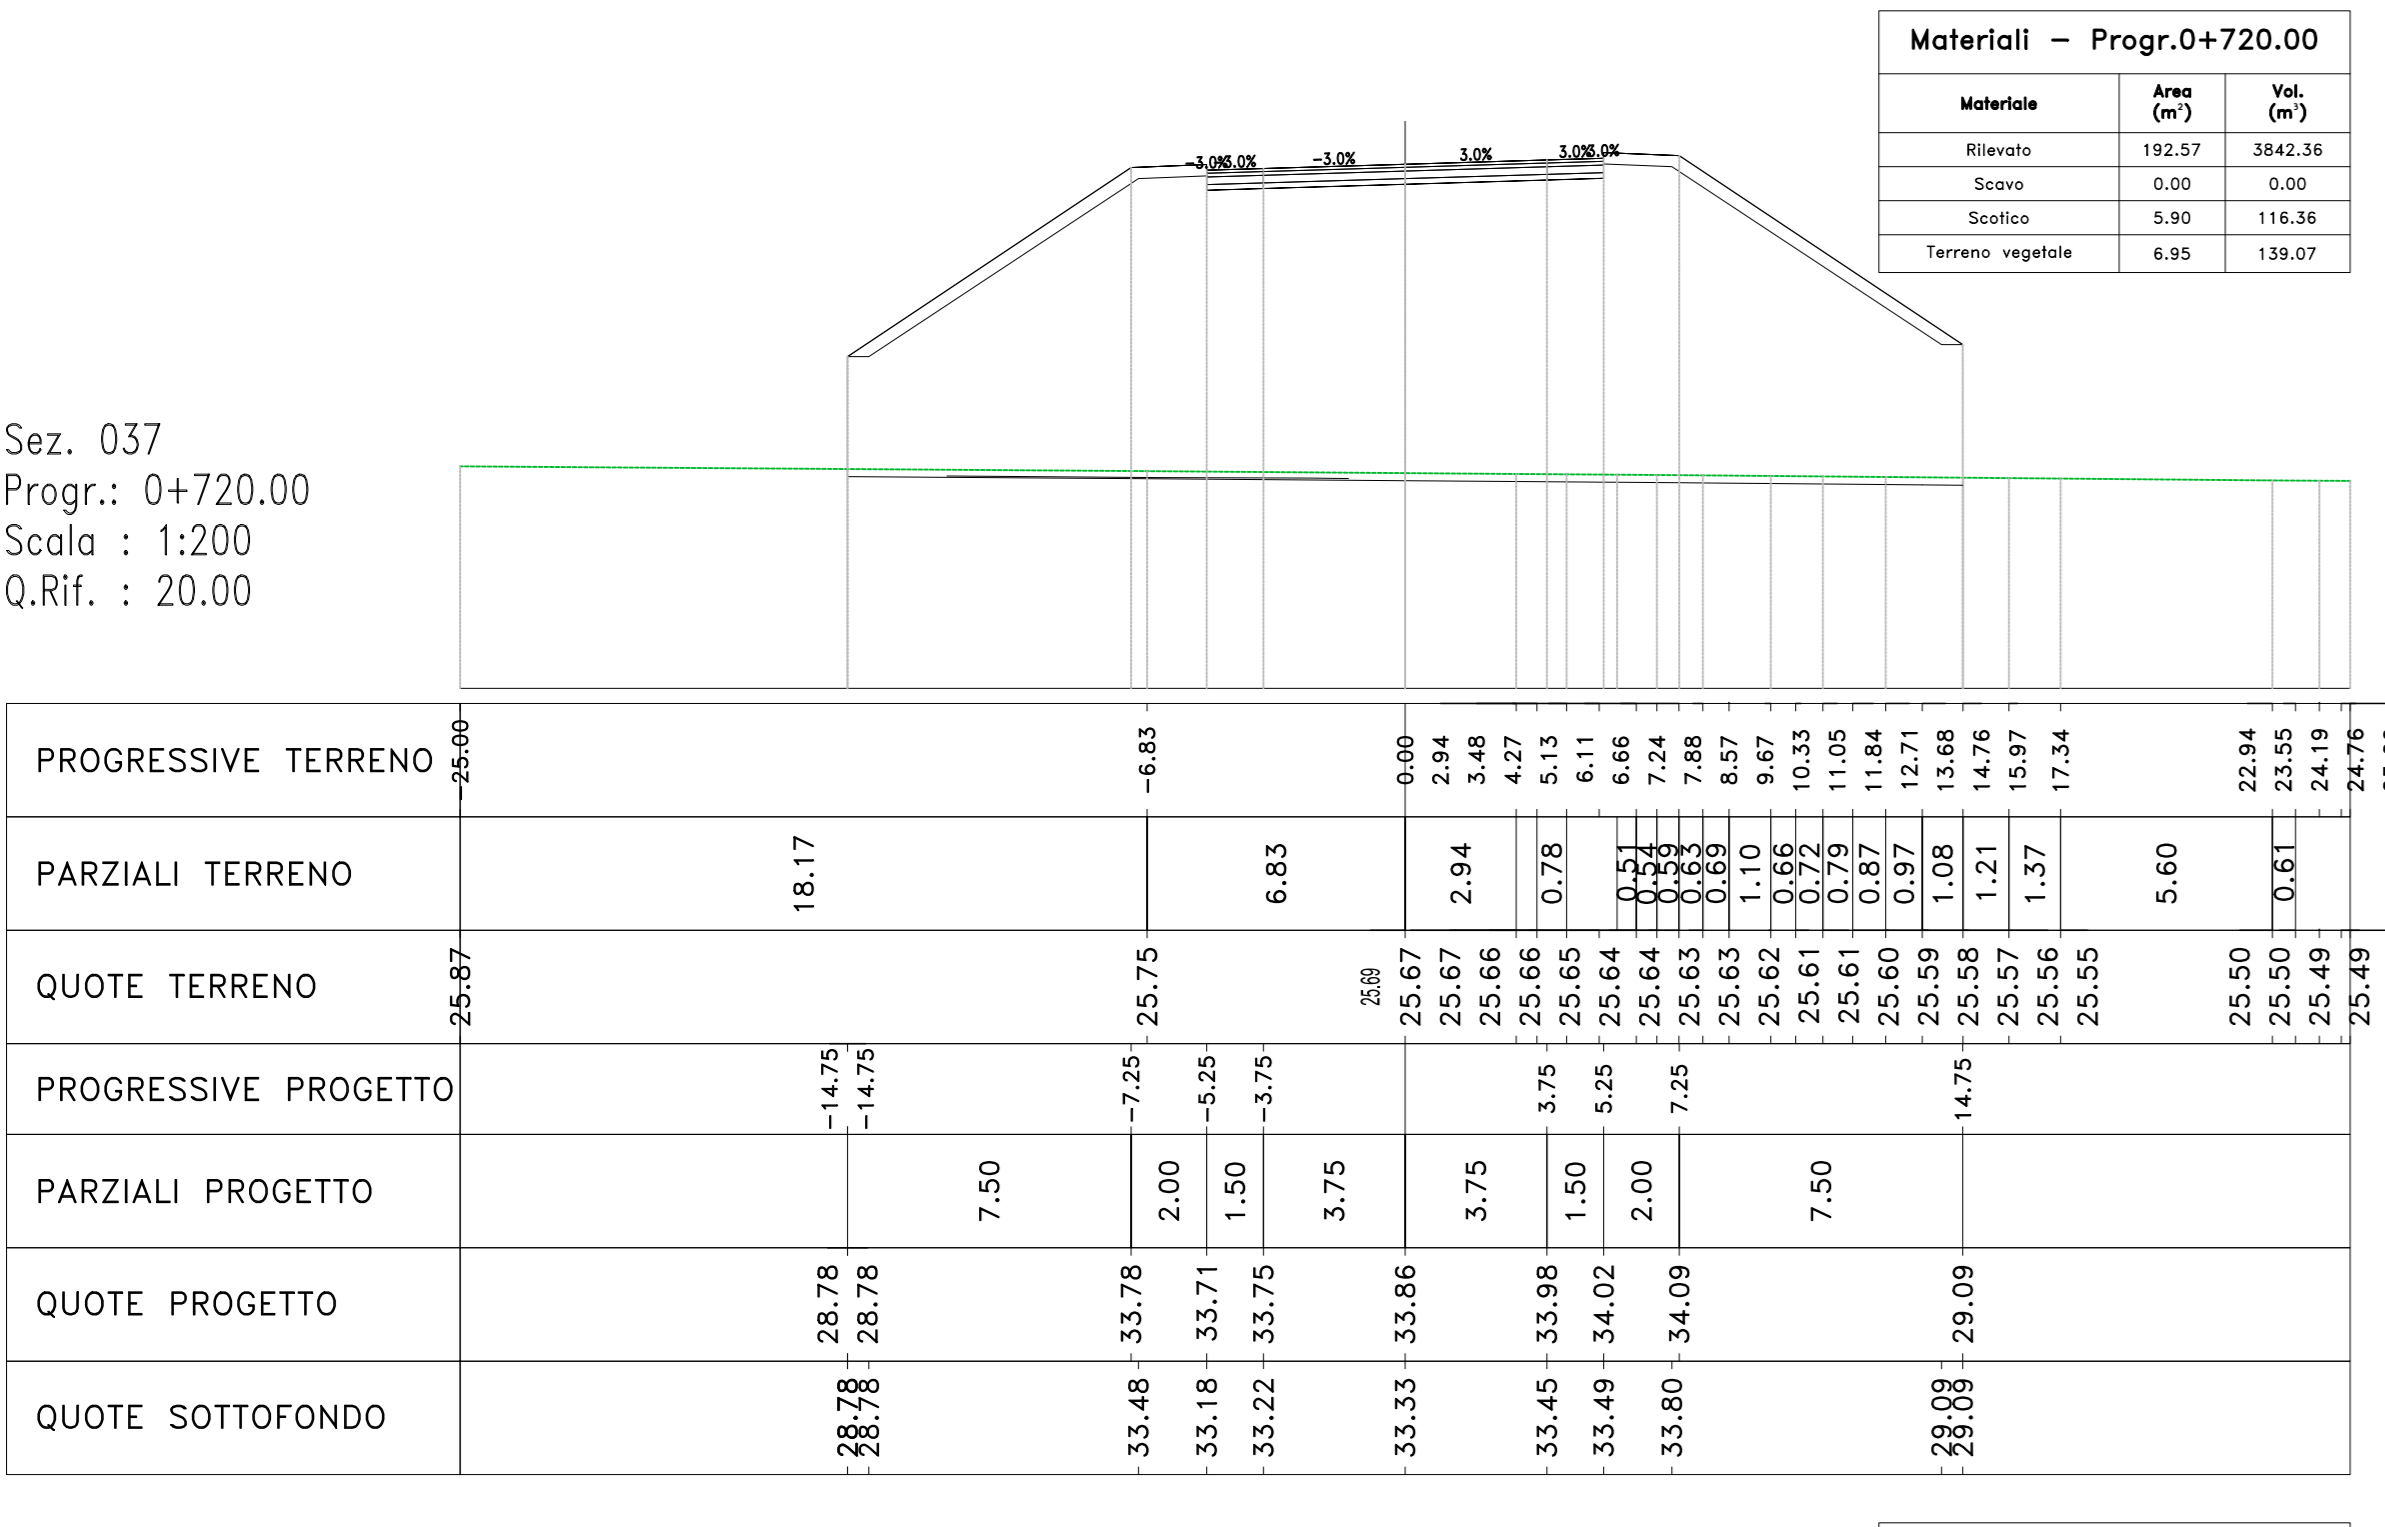 Materiali - Progr.0+720.00
Materiale Area (m²) Vol. (m³)
Rilevato 192.57 3842.36
Scavo 0.00 0.00
Scotico 5.90 116.36
Terreno vegetale 6.95 139.07
-3.0% 3.0% -3.0% 3.0% 3.0% 3.0%
Sez. 037
Progr.: 0+720.00
Scala : 1:200
Q.Rif. : 20.00
PROGRESSIVE TERRENO -25.00 -6.83 0.00 2.94 3.48 4.27 5.13 6.11 6.66 7.24 7.88 8.57 9.67 10.33 11.05 11.84 12.71 13.68 14.76 15.97 17.34 22.94 23.55 24.19 24.76
PARZIALI TERRENO 18.17 6.83 2.94 0.78 0.51 0.54 0.59 0.63 0.69 1.10 0.66 0.72 0.79 0.87 0.97 1.08 1.21 1.37 5.60 0.61
QUOTE TERRENO 25.87 25.75 25.69 25.67 25.67 25.66 25.66 25.65 25.64 25.64 25.63 25.63 25.62 25.61 25.61 25.60 25.59 25.58 25.57 25.56 25.55 25.50 25.50 25.49 25.49
PROGRESSIVE PROGETTO -14.75 -14.75 -7.25 -5.25 -3.75 3.75 5.25 7.25 14.75
PARZIALI PROGETTO 7.50 2.00 1.50 3.75 3.75 1.50 2.00 7.50
QUOTE PROGETTO 28.78 28.78 33.78 33.71 33.75 33.86 33.98 34.02 34.09 29.09
QUOTE SOTTOFONDO 28.78 28.78 33.48 33.18 33.22 33.33 33.45 33.49 33.80 29.09 29.09